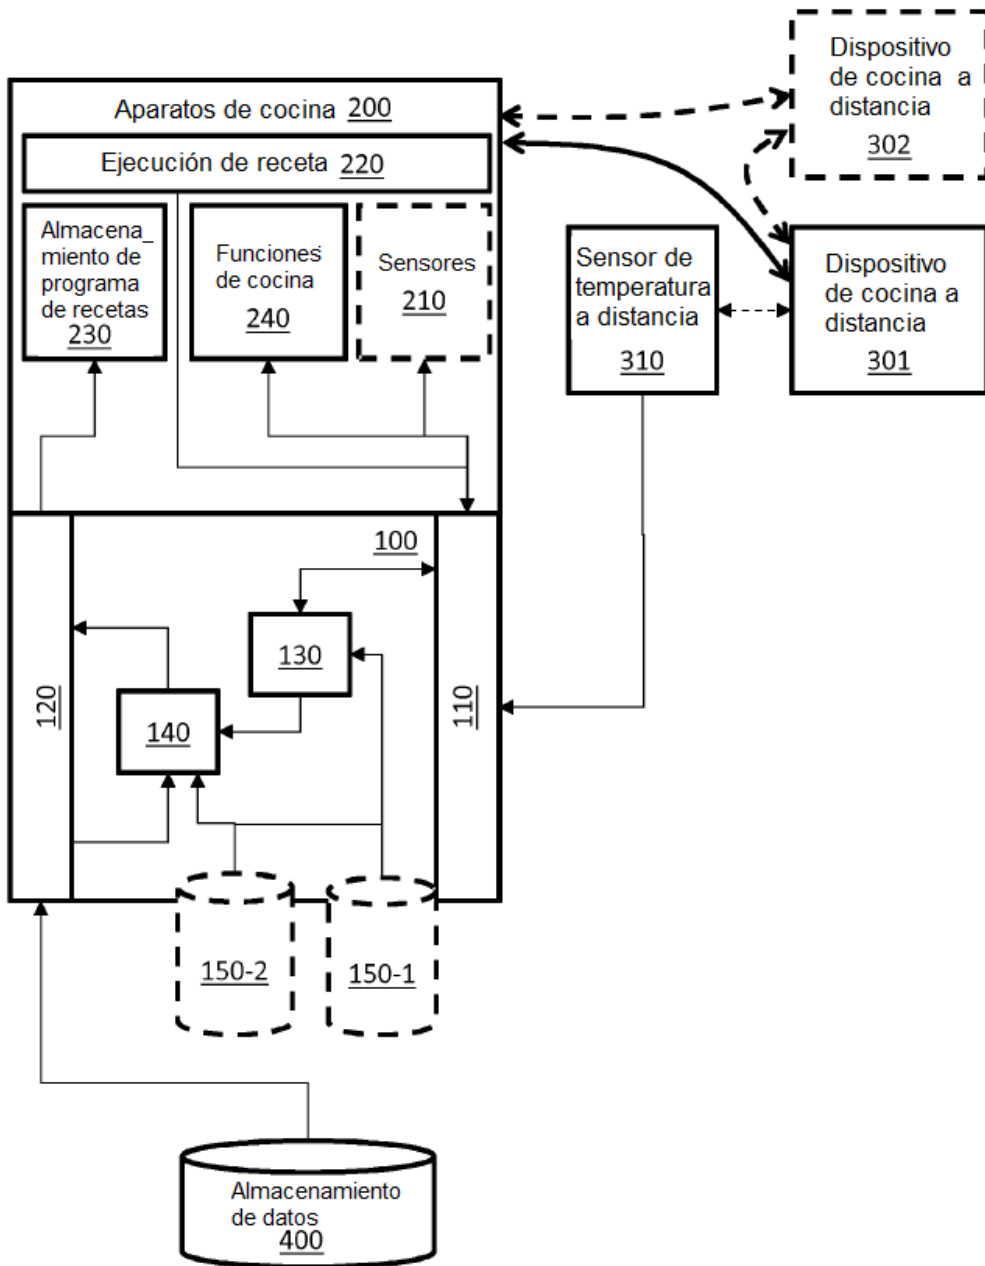 Dispositivo
de cocina a
distancia
302
Aparatos de cocina 200
Ejecución de receta 220
Almacena_
miento de
programa
de recetas
230
Funciones
de cocina
240
Sensores
210
Sensor de
temperatura
a distancia
310
Dispositivo
de cocina a
distancia
301
100
130
120
140
110
150-2
150-1
Almacenamiento
de datos
400